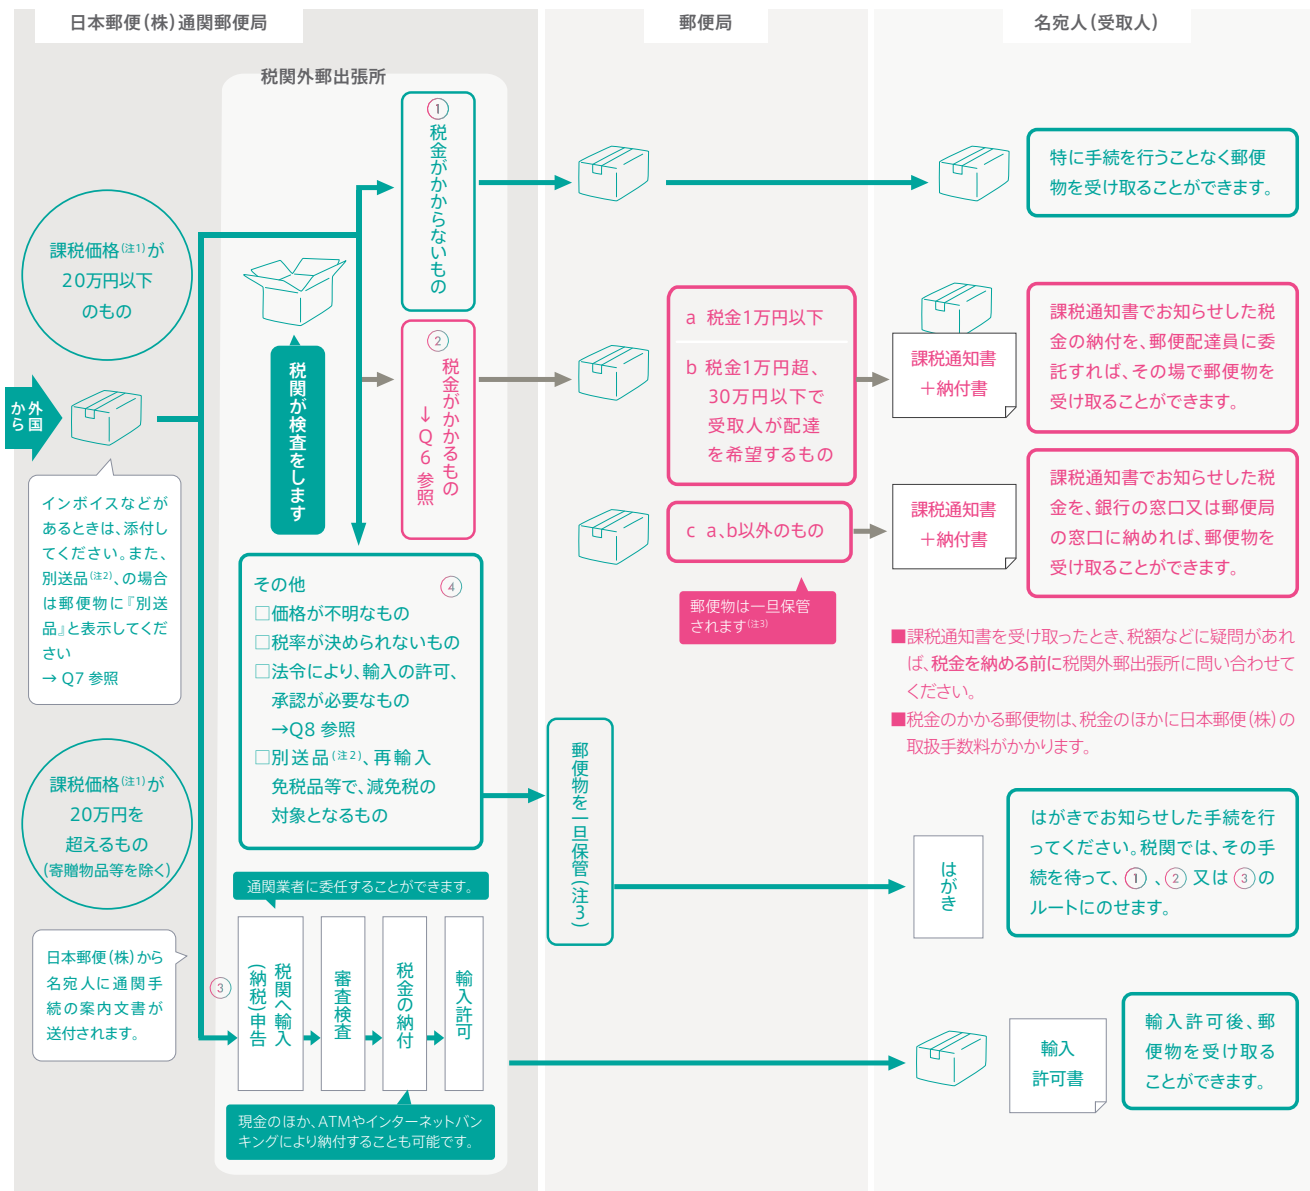 日本郵便(株)通関郵便局
郵便局
名宛人(受取人)
税関外郵出張所
外国
から
課税価格(注1)が
20万円以下
のもの
インボイスなどが
あるときは、添付し
てください。また、
別送品(注2)、の場合
は郵便物に『別送
品』と表示してくだ
さい
→ Q7 参照
課税価格(注1)が
20万円を
超えるもの
(寄贈物品等を除く)
日本郵便(株)から
名宛人に通関手
続の案内文書が
送付されます。
税関が検査をします
①
税金がかからないもの
②
税金がかかるもの
→Q6参照
その他
④
□価格が不明なもの
□税率が決められないもの
□法令により、輸入の許可、
承認が必要なもの
→Q8 参照
□別送品(注2)、再輸入
免税品等で、減免税の
対象となるもの
通関業者に委任することができます。
③
税関へ輸入
(納税)申告
審査検査
税金の納付
輸入許可
現金のほか、ATMやインターネットバン
キングにより納付することも可能です。
a 税金1万円以下
b 税金1万円超、
30万円以下で
受取人が配達
を希望するもの
c a、b以外のもの
郵便物は一旦保管
されます(注3)
郵便物を一旦保管(注3)
特に手続を行うことなく郵便
物を受け取ることができます。
課税通知書
+納付書
課税通知書でお知らせした税
金の納付を、郵便配達員に委
託すれば、その場で郵便物を
受け取ることができます。
課税通知書
+納付書
課税通知書でお知らせした税
金を、銀行の窓口又は郵便局
の窓口に納めれば、郵便物を
受け取ることができます。
■課税通知書を受け取ったとき、税額などに疑問があれ
ば、税金を納める前に税関外郵出張所に問い合わせて
ください。
■税金のかかる郵便物は、税金のほかに日本郵便(株)の
取扱手数料がかかります。
はがき
はがきでお知らせした手続を行
ってください。税関では、その手
続を待って、①、②又は③の
ルートにのせます。
輸入
許可書
輸入許可後、郵
便物を受け取る
ことができます。